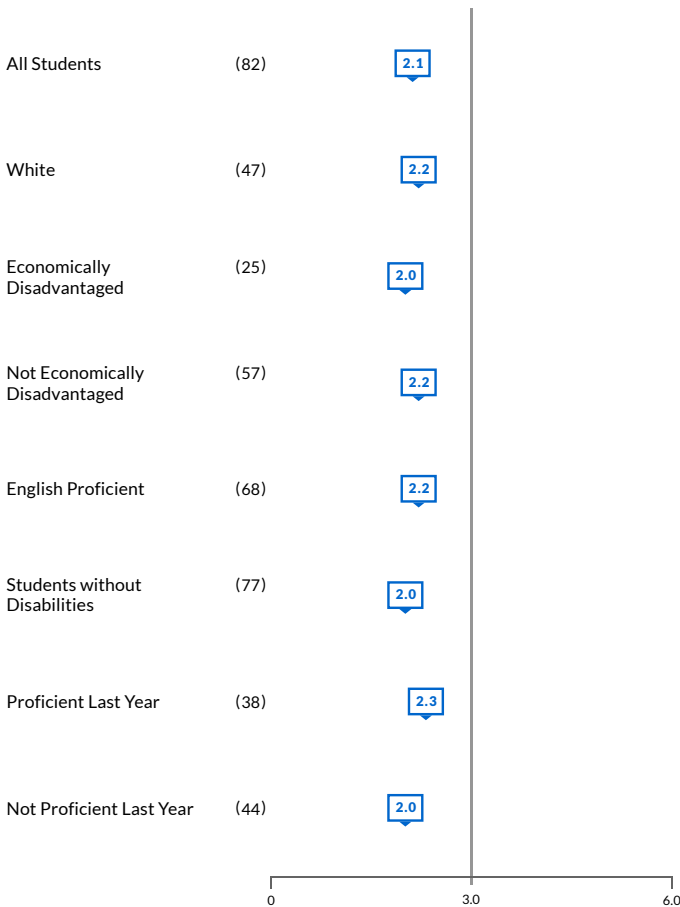 All Students (82) 2.1
White (47) 2.2
Economically (25)
Disadvantaged 2.0
Not Economically (57)
Disadvantaged 2.2
English Proficient (68) 2.2
Students without (77)
Disabilities 2.0
Proficient Last Year (38) 2.3
Not Proficient Last Year (44) 2.0
0 3.0 6.0